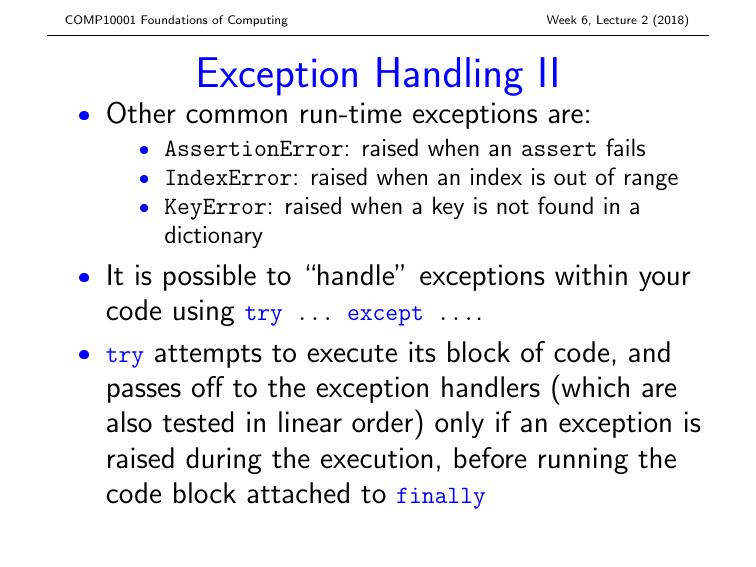 COMP10001 Foundations of Computing Week 6, Lecture 2 (2018)
Exception Handling II
• Other common run-time exceptions are:
• AssertionError: raised when an assert fails
• IndexError: raised when an index is out of range
• KeyError: raised when a key is not found in a
dictionary
• It is possible to “handle” exceptions within your
code using try ... except ....
• try attempts to execute its block of code, and
passes off to the exception handlers (which are
also tested in linear order) only if an exception is
raised during the execution, before running the
code block attached to finally